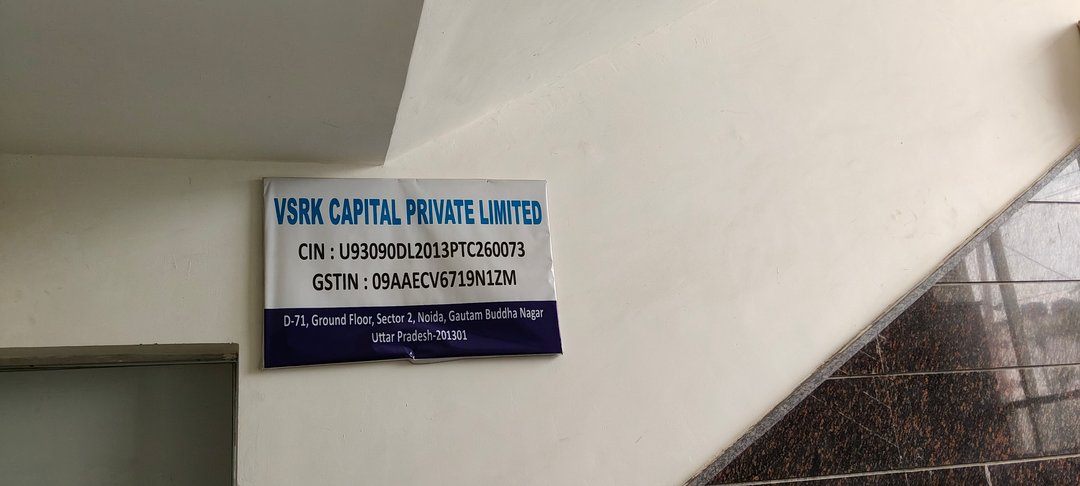 VSRK CAPITAL PRIVATE LIMITED
CIN : U93090DL2013PTC260073
GSTIN : 09AAECV6719N1ZM
D-71, Ground Floor, Sector 2, Noida, Gautam Buddha Nagar
Uttar Pradesh-201301